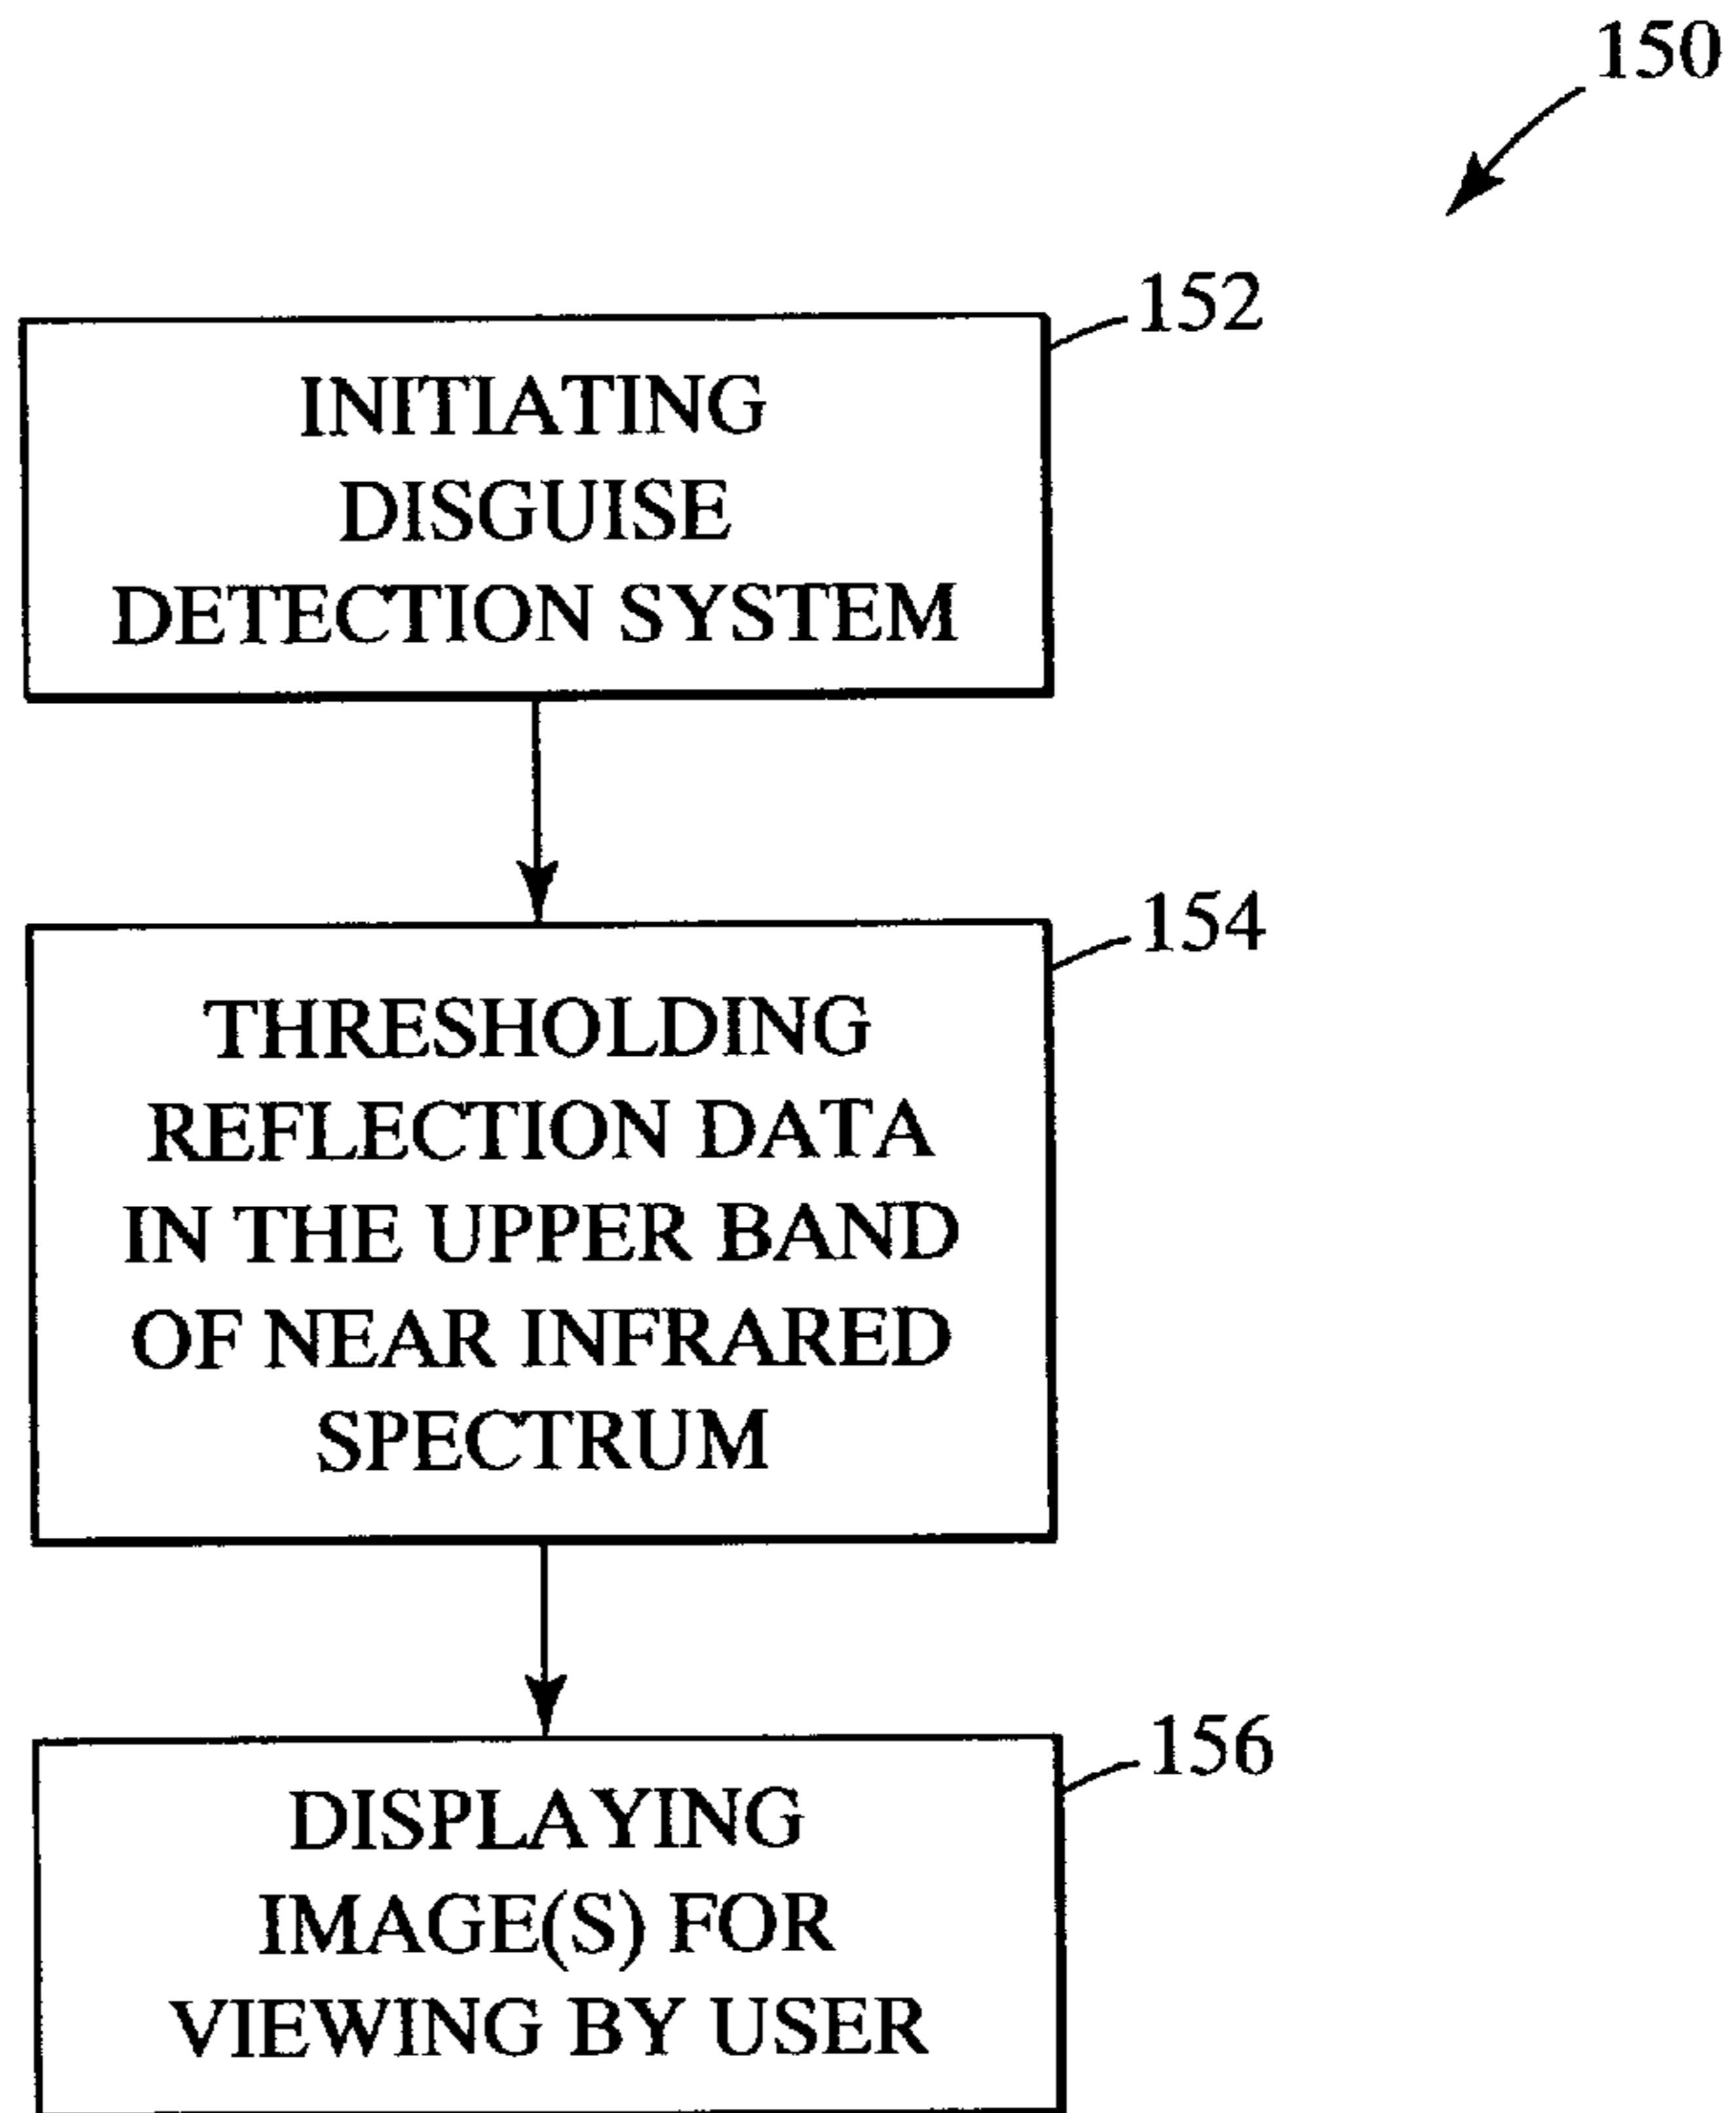 150
152
INITIATING
DISGUISE
DETECTION SYSTEM
154
THRESHOLDING
REFLECTION DATA
IN THE UPPER BAND
OF NEAR INFRARED
SPECTRUM
156
DISPLAYING
IMAGE(S) FOR
VIEWING BY USER